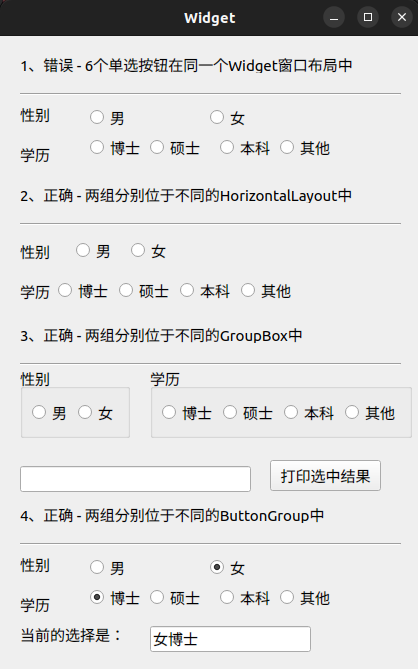 Widget
1、错误 - 6个单选按钮在同一个Widget窗口布局中
性别 男 女
学历 博士 硕士 本科 其他
2、正确 - 两组分别位于不同的HorizontalLayout中
性别 男 女
学历 博士 硕士 本科 其他
3、正确 - 两组分别位于不同的GroupBox中
性别 学历
男 女 博士 硕士 本科 其他
打印选中结果
4、正确 - 两组分别位于不同的ButtonGroup中
性别 男 女
学历 博士 硕士 本科 其他
当前的选择是： 女博士